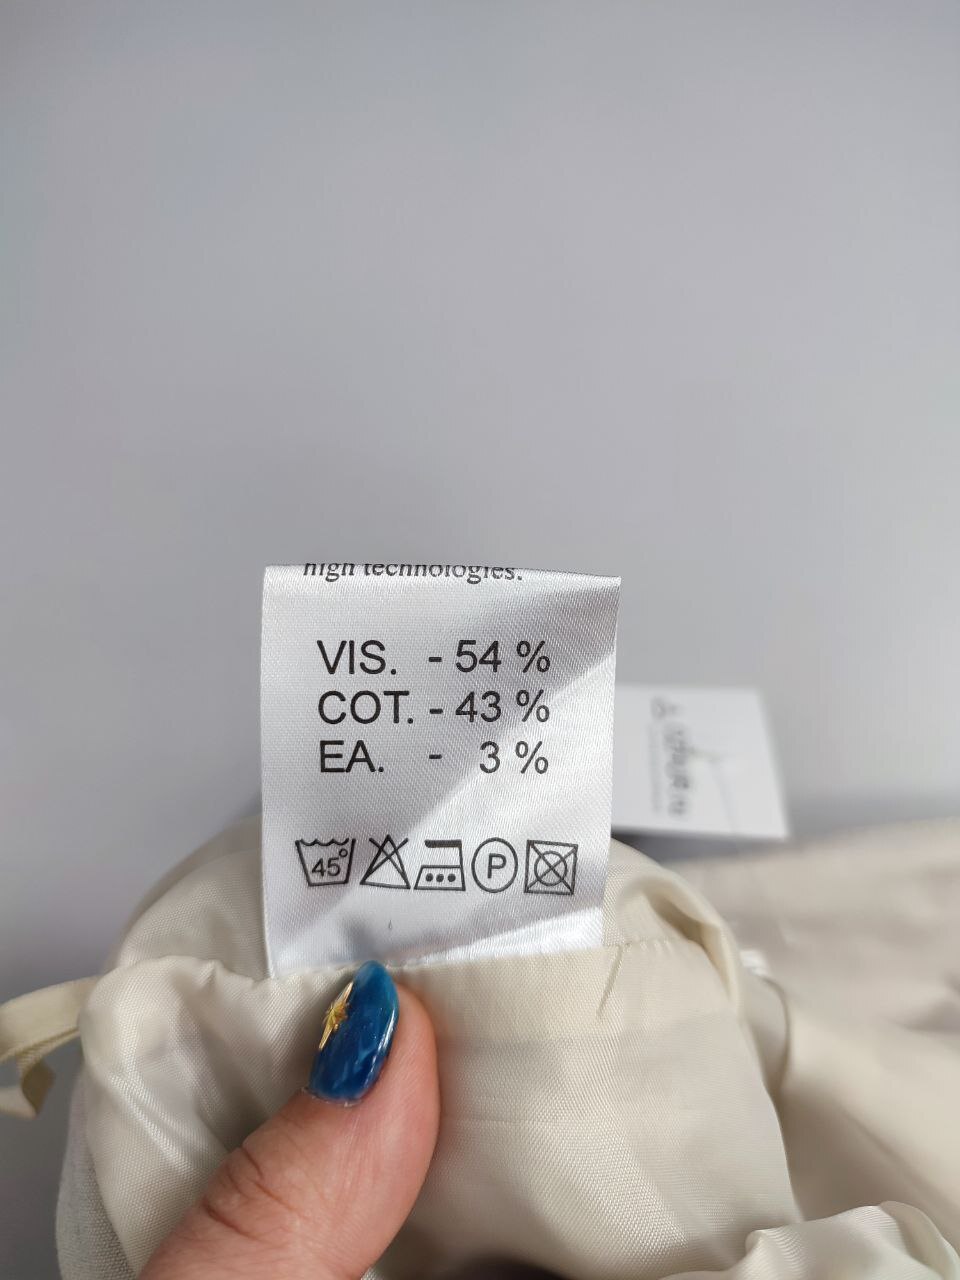 high technologies.
VIS. - 54 %
COT. - 43 %
EA. - 3 %
45°
P